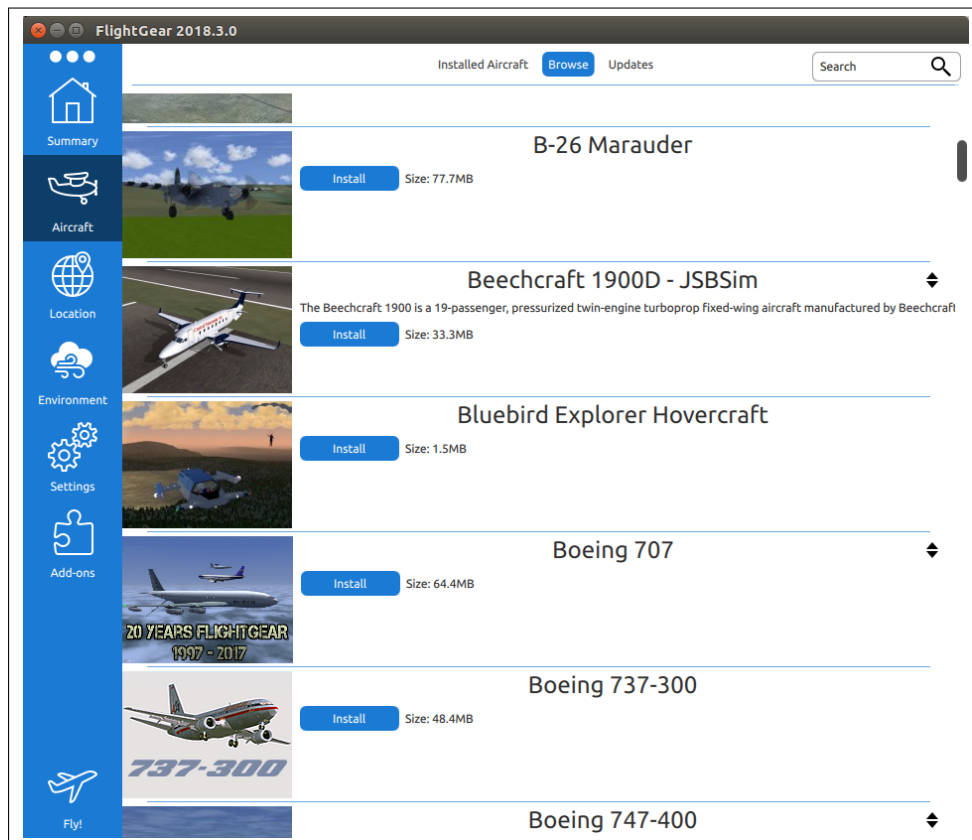 FlightGear 2018.3.0
Installed Aircraft Browse Updates
Search
Summary
Aircraft
Location
Environment
Settings
Add-ons
Fly!
B-26 Marauder
Install Size: 77.7MB
Beechcraft 1900D - JSBSim
The Beechcraft 1900 is a 19-passenger, pressurized twin-engine turboprop fixed-wing aircraft manufactured by Beechcraft
Install Size: 33.3MB
Bluebird Explorer Hovercraft
Install Size: 1.5MB
Boeing 707
Install Size: 64.4MB
20 YEARS FLIGHTGEAR
1997 - 2017
Boeing 737-300
Install Size: 48.4MB
737-300
Boeing 747-400